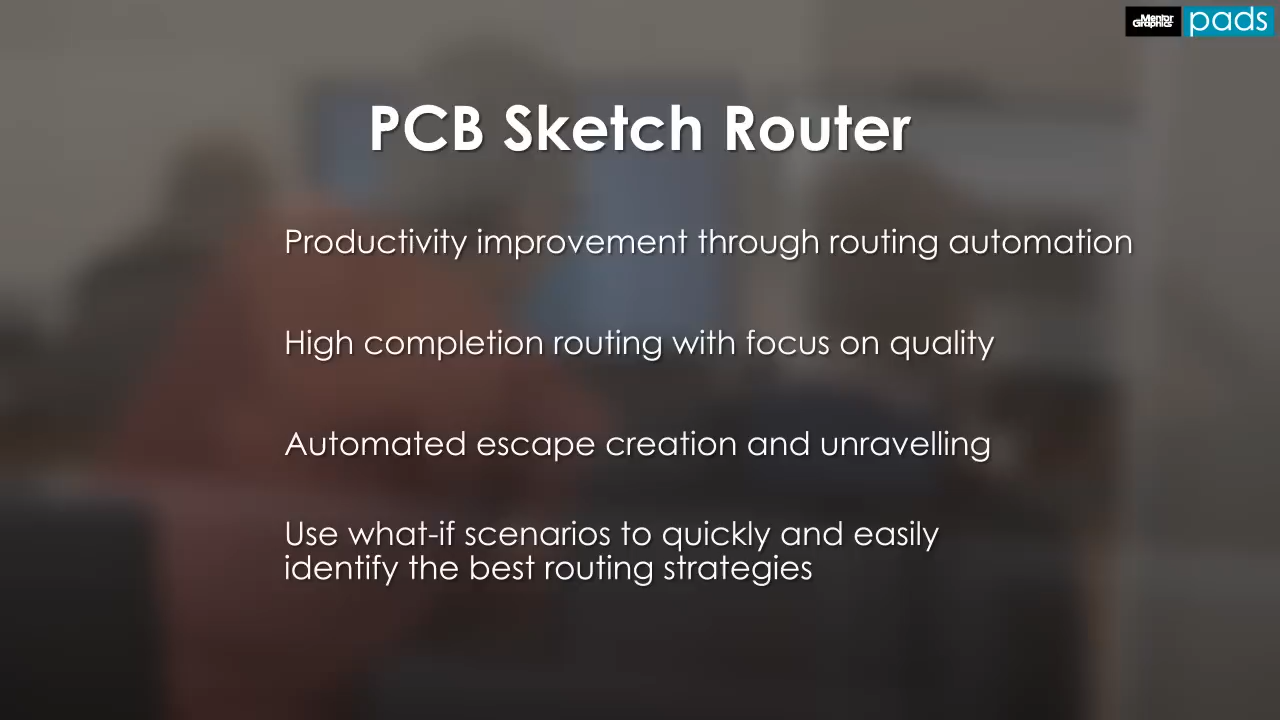 Mentor
Graphics
pads
PCB Sketch Router
Productivity improvement through routing automation
High completion routing with focus on quality
Automated escape creation and unravelling
Use what-if scenarios to quickly and easily
identify the best routing strategies